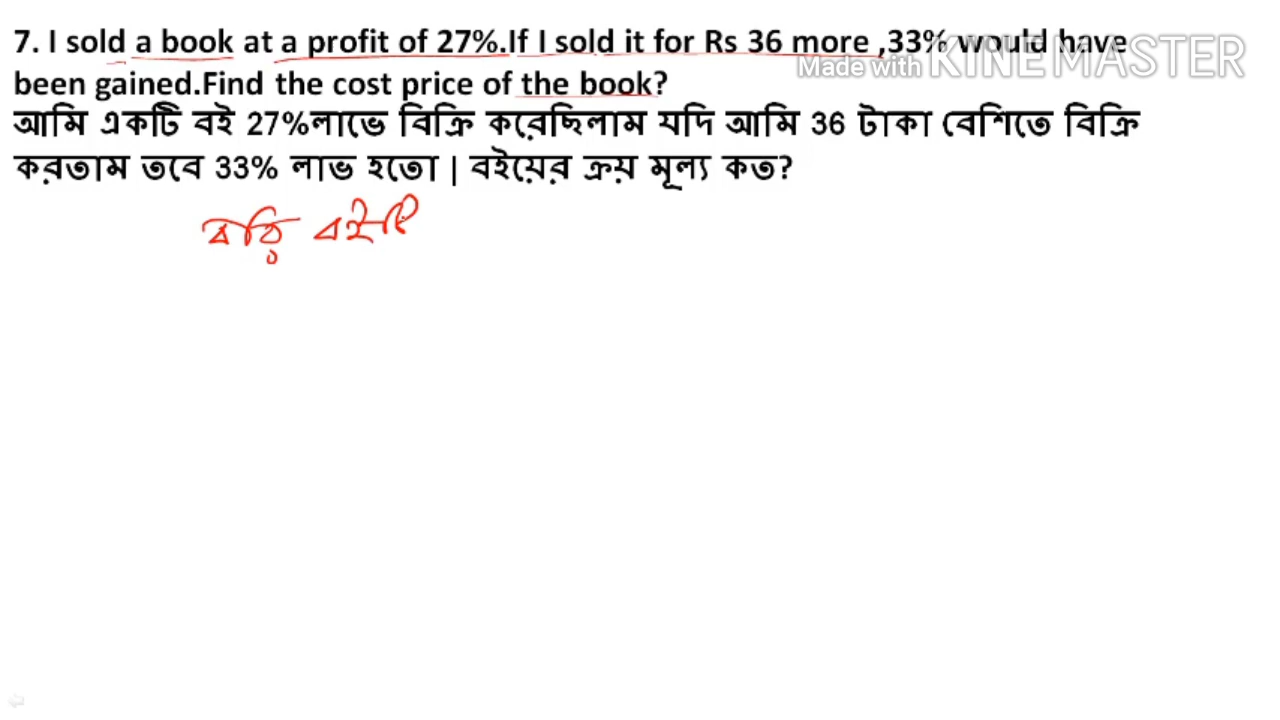 7. I sold a book at a profit of 27%.If I sold it for Rs 36 more ,33% would have
Made with KINEMASTER
been gained.Find the cost price of the book?
আমি একটি বই 27%লাভে বিক্রি করেছিলাম যদি আমি 36 টাকা বেশিতে বিক্রি
করতাম তবে 33% লাভ হতো | বইয়ের ক্রয় মূল্য কত?
ধরি বইটি